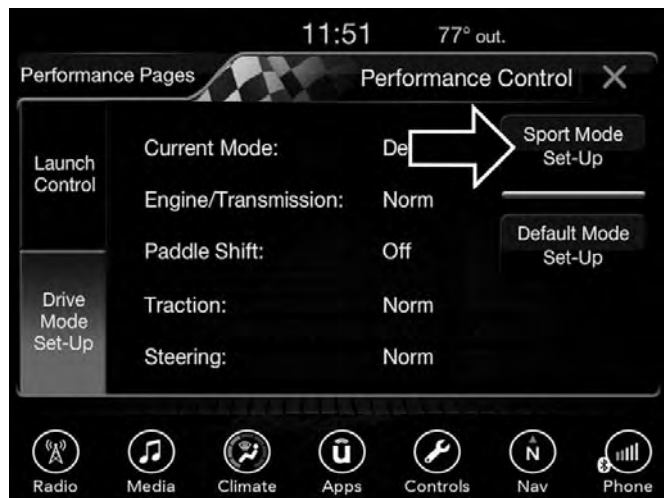 11:51 77° out.
Performance Pages Performance Control
Launch
Control
Drive
Mode
Set-Up
Current Mode: De
Engine/Transmission: Norm
Paddle Shift: Off
Traction: Norm
Steering: Norm
Sport Mode
Set-Up
Default Mode
Set-Up
Radio Media Climate Apps Controls N Nav Phone